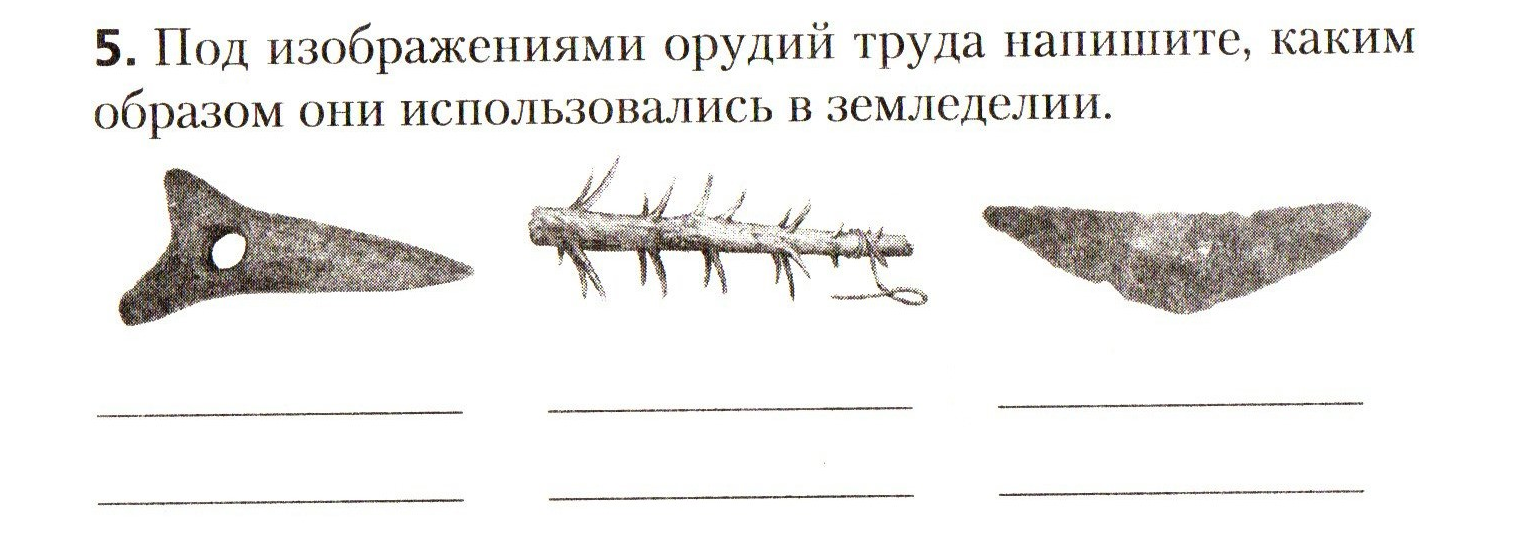 5. Под изображениями орудий труда напишите, каким
образом они использовались в земледелии.